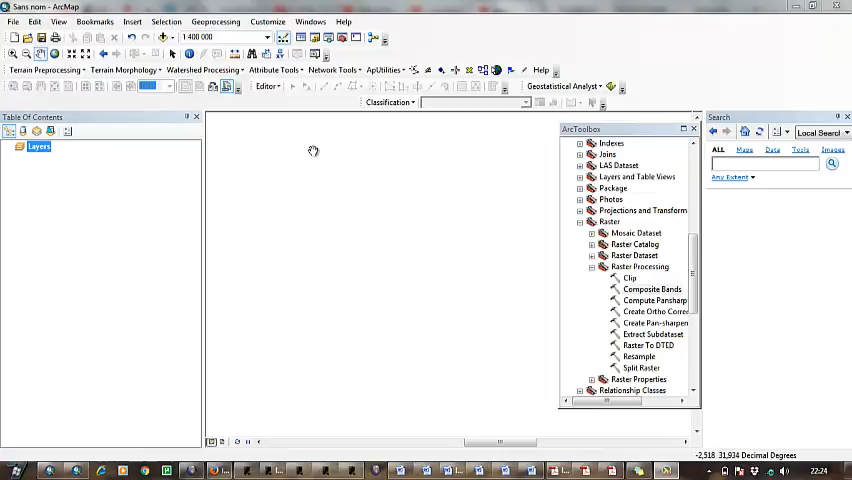 Sans nom - ArcMap
File Edit View Bookmarks Insert Selection Geoprocessing Customize Windows Help
1:400 000
Terrain Preprocessing Terrain Morphology Watershed Processing Attribute Tools Network Tools ApUtilities Help
Editor Geostatistical Analyst
Classification
Table Of Contents
Layers
ArcToolbox
Indexes
Joins
LAS Dataset
Layers and Table Views
Package
Photos
Projections and Transform
Raster
Mosaic Dataset
Raster Catalog
Raster Dataset
Raster Processing
Clip
Composite Bands
Compute Pansharp
Create Ortho Correc
Create Pan-sharpen
Extract Subdataset
Raster To DTED
Resample
Split Raster
Raster Properties
Relationship Classes
Search
Local Search
ALL Maps Data Tools Images
Any Extent
-2,518 31,934 Decimal Degrees
22:24